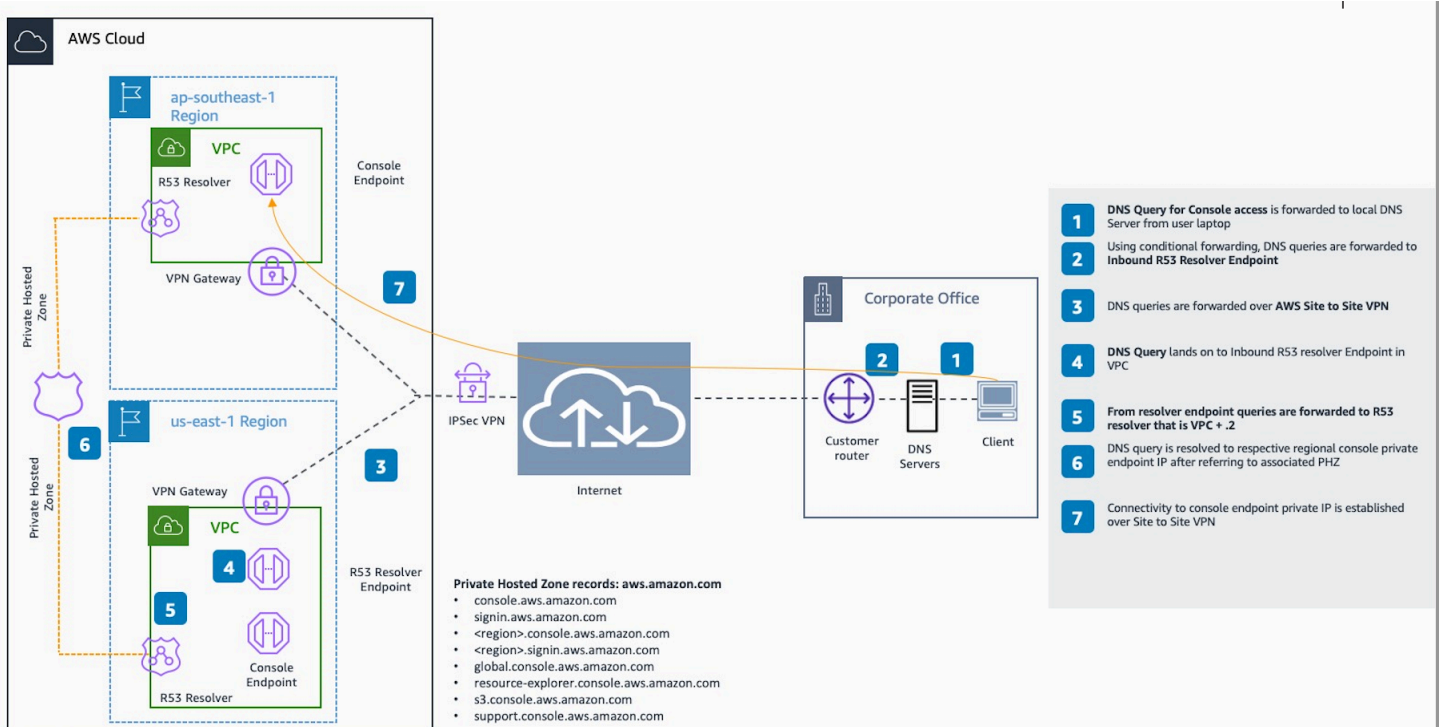 AWS Cloud
ap-southeast-1
Region
VPC
R53 Resolver
Console
Endpoint
VPN Gateway
Private Hosted
Zone
7
6
us-east-1 Region
VPN Gateway
3
VPC
4
R53 Resolver
Endpoint
5
Console
Endpoint
R53 Resolver
Private Hosted
Zone
IPSec VPN
Internet
Corporate Office
2
1
Customer
router
DNS
Servers
Client
Private Hosted Zone records: aws.amazon.com
• console.aws.amazon.com
• signin.aws.amazon.com
• <region>.console.aws.amazon.com
• <region>.signin.aws.amazon.com
• global.console.aws.amazon.com
• resource-explorer.console.aws.amazon.com
• s3.console.aws.amazon.com
• support.console.aws.amazon.com
1
DNS Query for Console access is forwarded to local DNS
Server from user laptop
2
Using conditional forwarding, DNS queries are forwarded to
Inbound R53 Resolver Endpoint
3
DNS queries are forwarded over AWS Site to Site VPN
4
DNS Query lands on to Inbound R53 resolver Endpoint in
VPC
5
From resolver endpoint queries are forwarded to R53
resolver that is VPC + .2
6
DNS query is resolved to respective regional console private
endpoint IP after referring to associated PHZ
7
Connectivity to console endpoint private IP is established
over Site to Site VPN